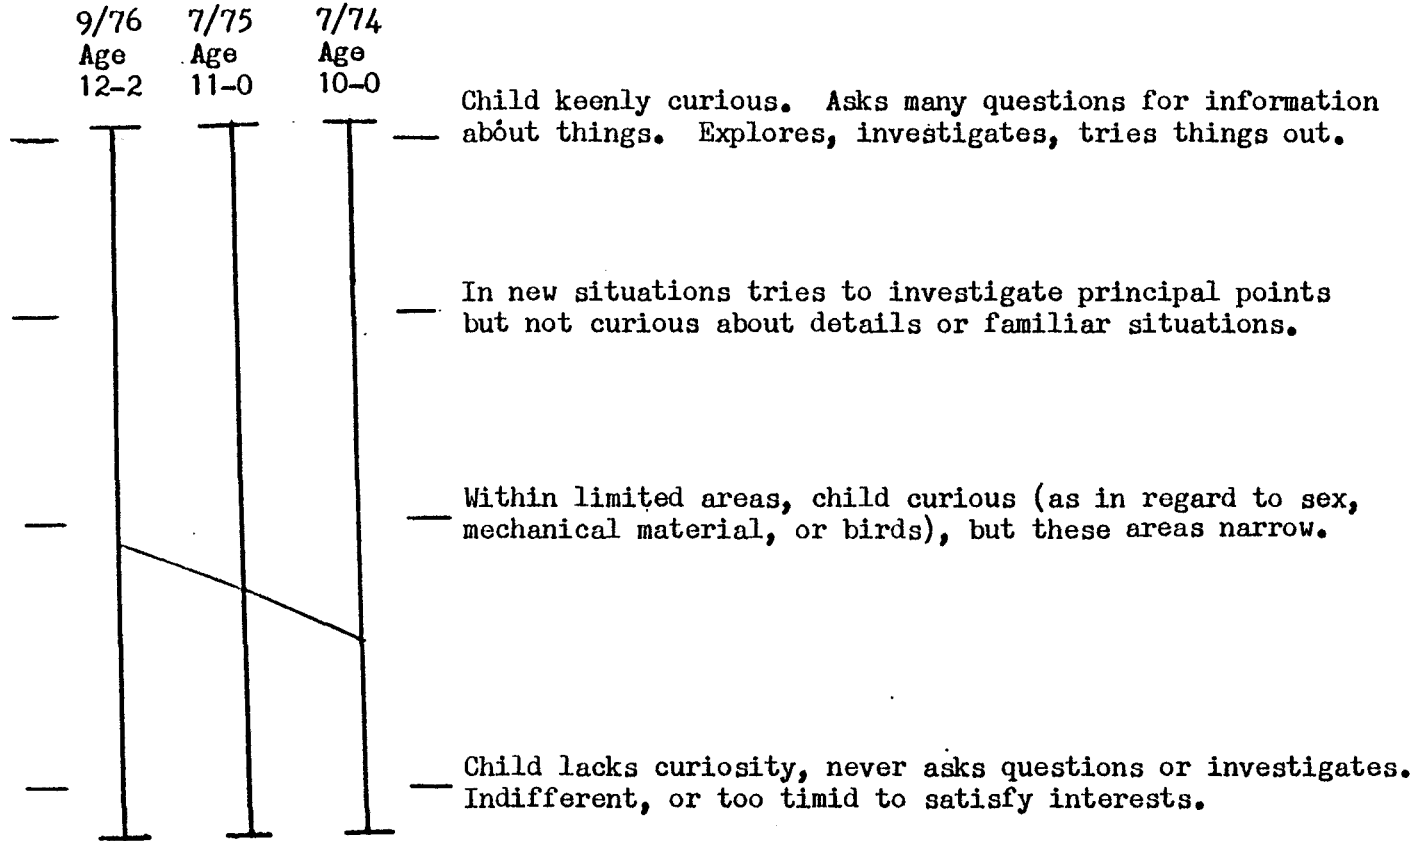 9/76 7/75 7/74
Age Age Age
12-2 11-0 10-0
Child keenly curious. Asks many questions for information
about things. Explores, investigates, tries things out.
In new situations tries to investigate principal points
but not curious about details or familiar situations.
Within limited areas, child curious (as in regard to sex,
mechanical material, or birds), but these areas narrow.
Child lacks curiosity, never asks questions or investigates.
Indifferent, or too timid to satisfy interests.